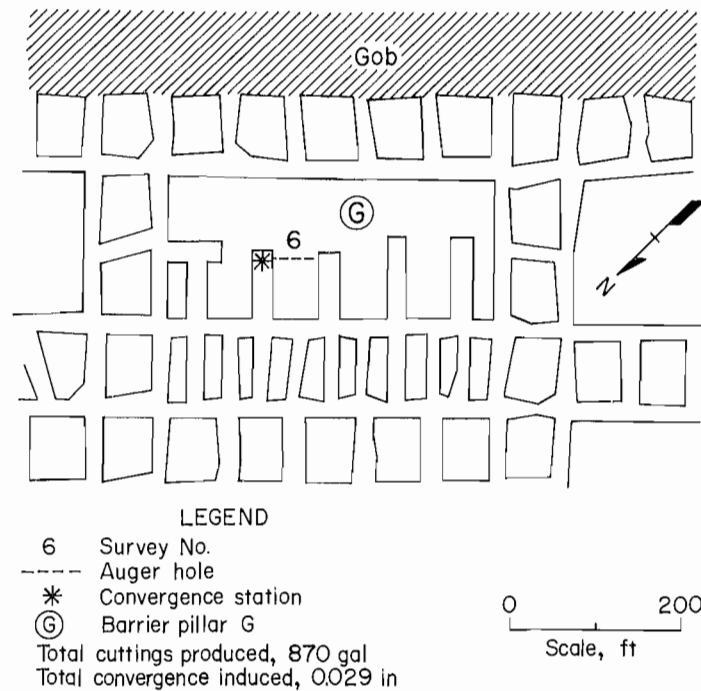 Gob
G
6
N
LEGEND
6 Survey No.
Auger hole
Convergence station
G Barrier pillar G
Total cuttings produced, 870 gal
Total convergence induced, 0.029 in
0 200
Scale, ft